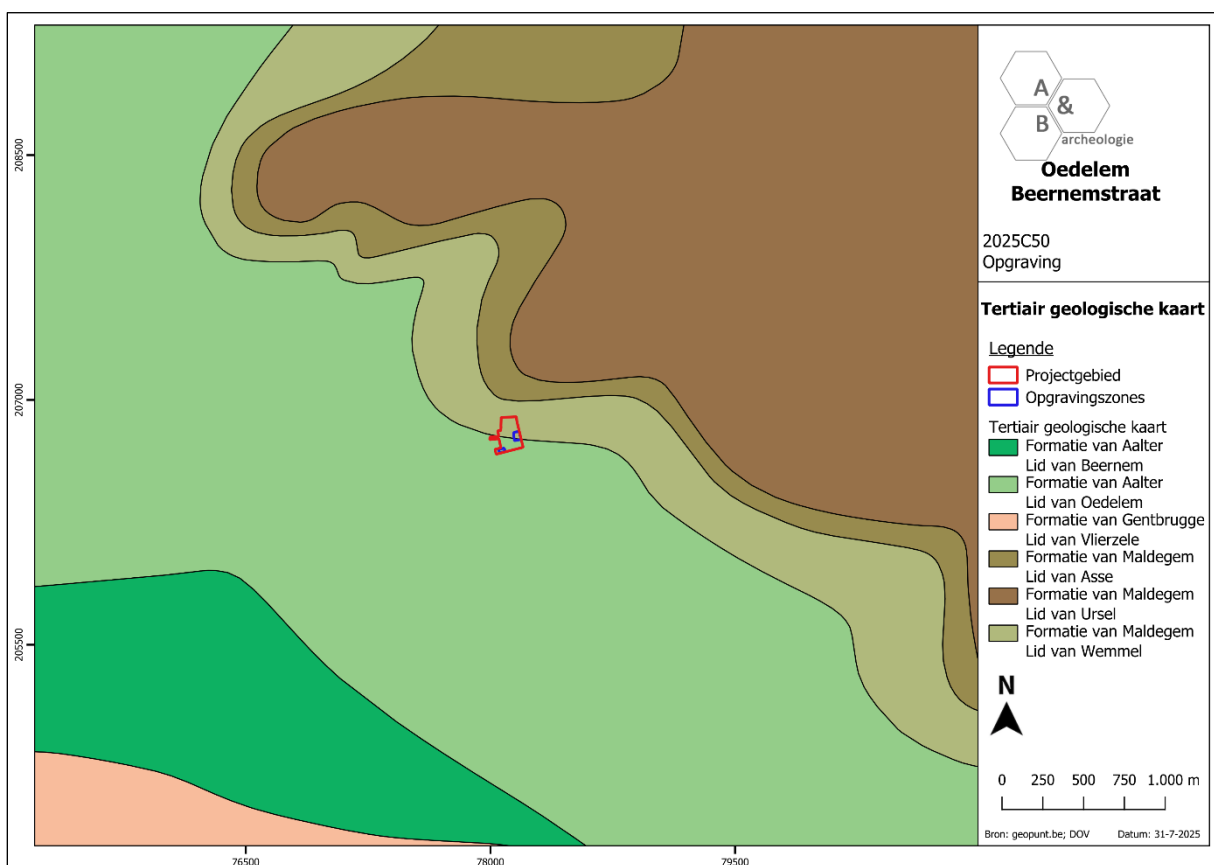 A
&
B
archeologie
Oedelem
Beernemstraat
2025C50
Opgraving
Tertiair geologische kaart
Legende
Projectgebied
Opgravingszones
Tertiair geologische kaart
Formatie van Aalter
Lid van Beernem
Formatie van Aalter
Lid van Oedelem
Formatie van Gentbrugge
Lid van Vlierzele
Formatie van Maldegem
Lid van Asse
Formatie van Maldegem
Lid van Ursel
Formatie van Maldegem
Lid van Wemmel
N
0 250 500 750 1.000 m
Bron: geopunt.be; DOV Datum: 31-7-2025
208500
207000
205500
76500 78000 79500